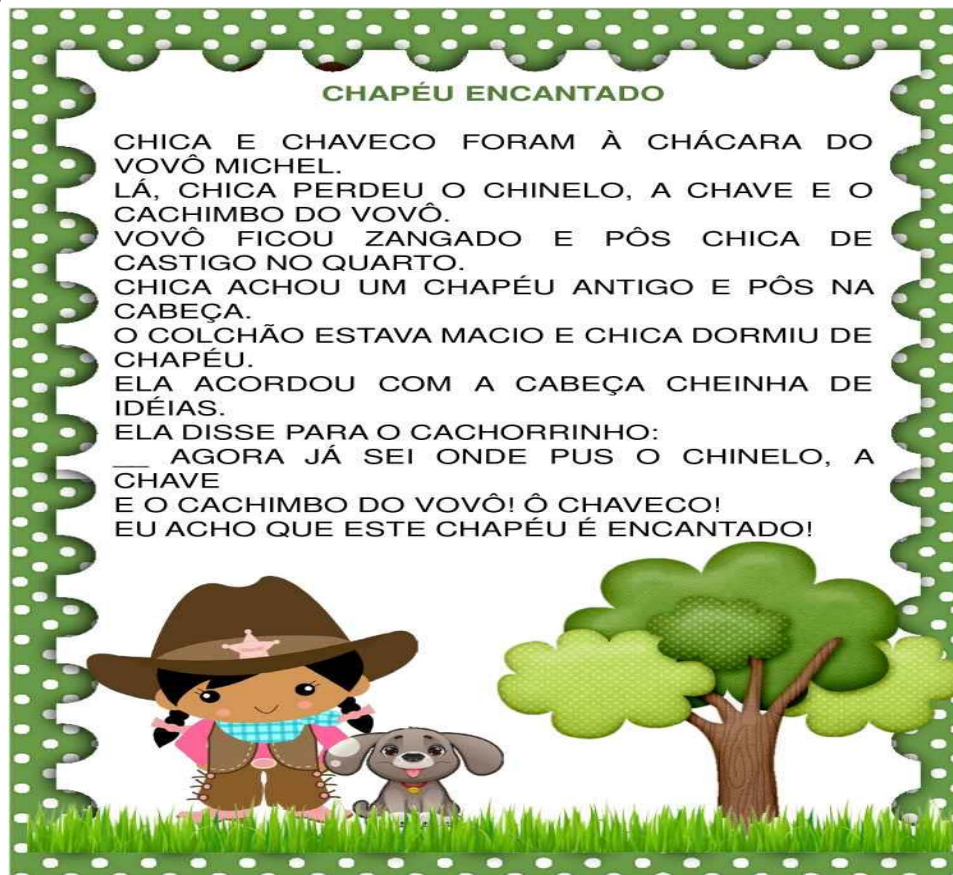 CHAPÉU ENCANTADO
CHICA E CHAVECO FORAM À CHÁCARA DO
VOVÔ MICHEL.
LÁ, CHICA PERDEU O CHINELO, A CHAVE E O
CACHIMBO DO VOVÔ.
VOVÔ FICOU ZANGADO E PÔS CHICA DE
CASTIGO NO QUARTO.
CHICA ACHOU UM CHAPÉU ANTIGO E PÔS NA
CABEÇA.
O COLCHÃO ESTAVA MACIO E CHICA DORMIU DE
CHAPÉU.
ELA ACORDOU COM A CABEÇA CHEINHA DE
IDÉIAS.
ELA DISSE PARA O CACHORRINHO:
__ AGORA JÁ SEI ONDE PUS O CHINELO, A
CHAVE
E O CACHIMBO DO VOVÔ! Ô CHAVECO!
EU ACHO QUE ESTE CHAPÉU É ENCANTADO!